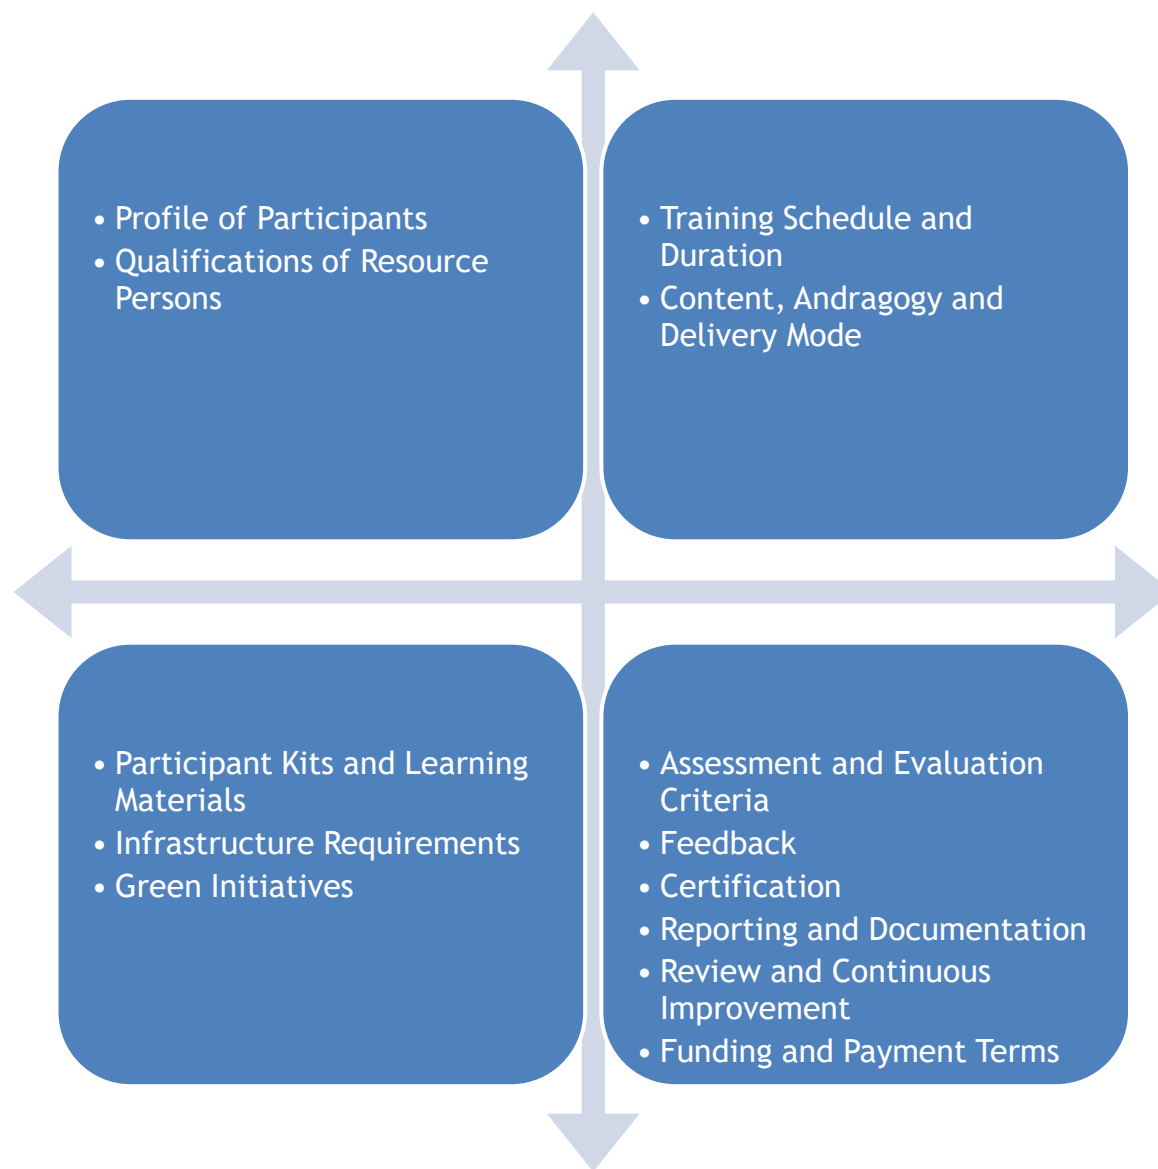 • Profile of Participants
• Qualifications of Resource
Persons
• Training Schedule and
Duration
• Content, Andragogy and
Delivery Mode
• Participant Kits and Learning
Materials
• Infrastructure Requirements
• Green Initiatives
• Assessment and Evaluation
Criteria
• Feedback
• Certification
• Reporting and Documentation
• Review and Continuous
Improvement
• Funding and Payment Terms